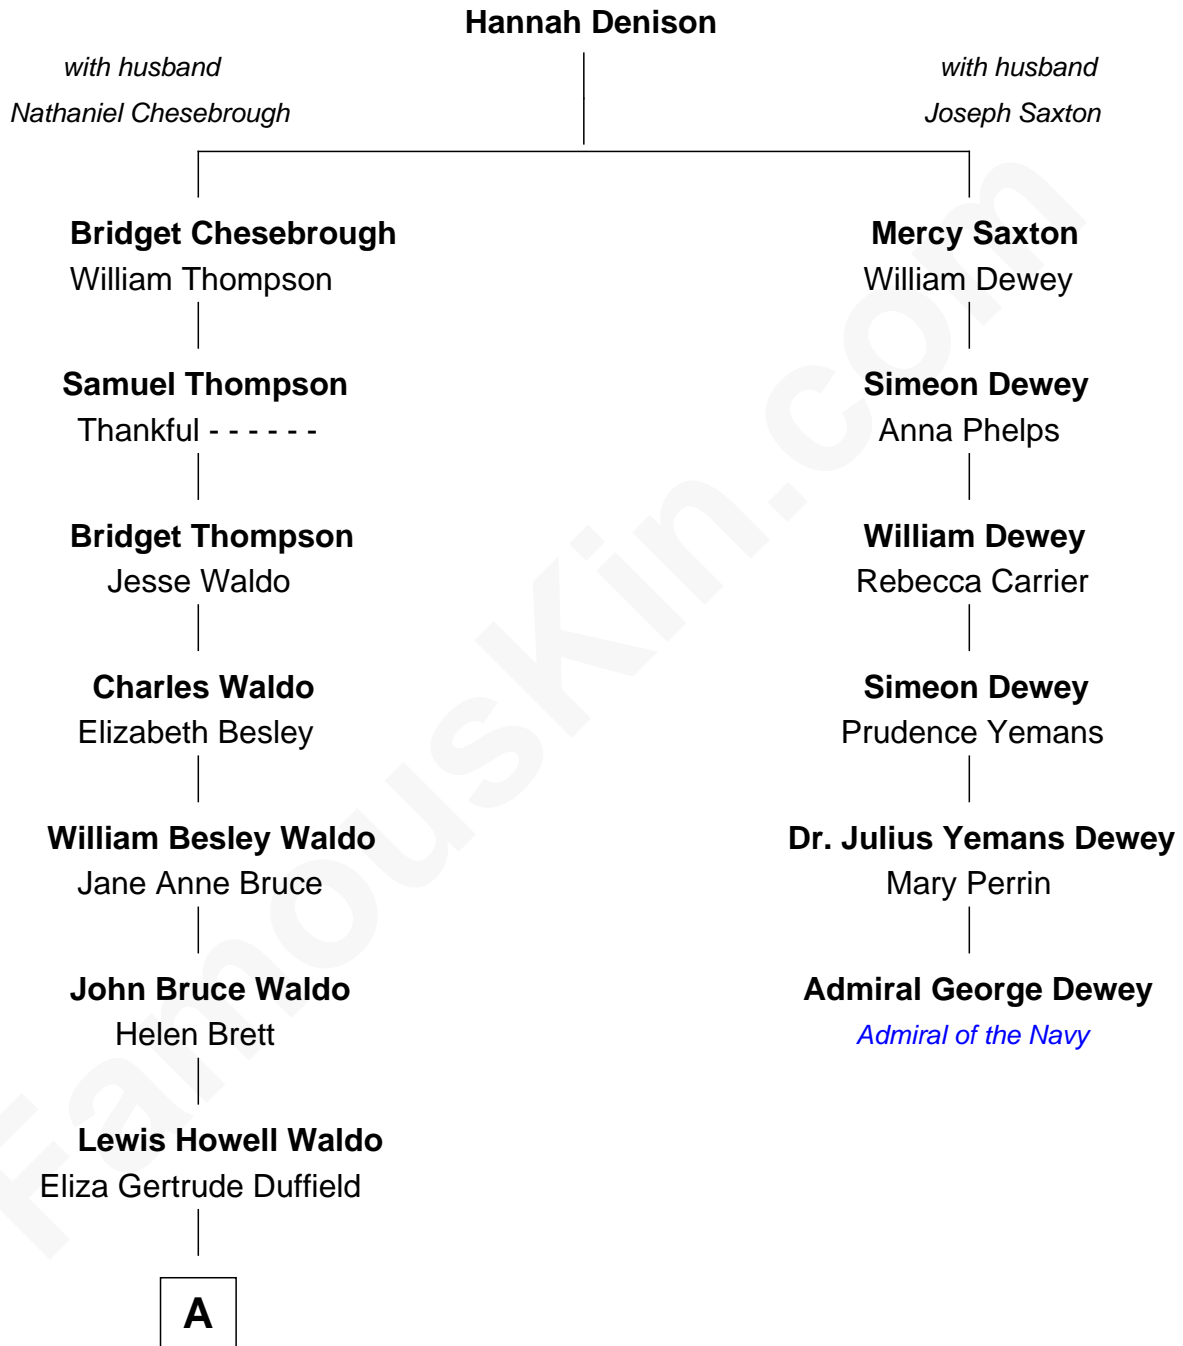 Hannah Denison
with husband
Nathaniel Chesebrough
with husband
Joseph Saxton
Bridget Chesebrough
William Thompson
Mercy Saxton
William Dewey
Samuel Thompson
Thankful - - - - - -
Simeon Dewey
Anna Phelps
Bridget Thompson
Jesse Waldo
William Dewey
Rebecca Carrier
Charles Waldo
Elizabeth Besley
Simeon Dewey
Prudence Yemans
William Besley Waldo
Jane Anne Bruce
Dr. Julius Yemans Dewey
Mary Perrin
John Bruce Waldo
Helen Brett
Admiral George Dewey
Admiral of the Navy
Lewis Howell Waldo
Eliza Gertrude Duffield
A
FamousKin.com